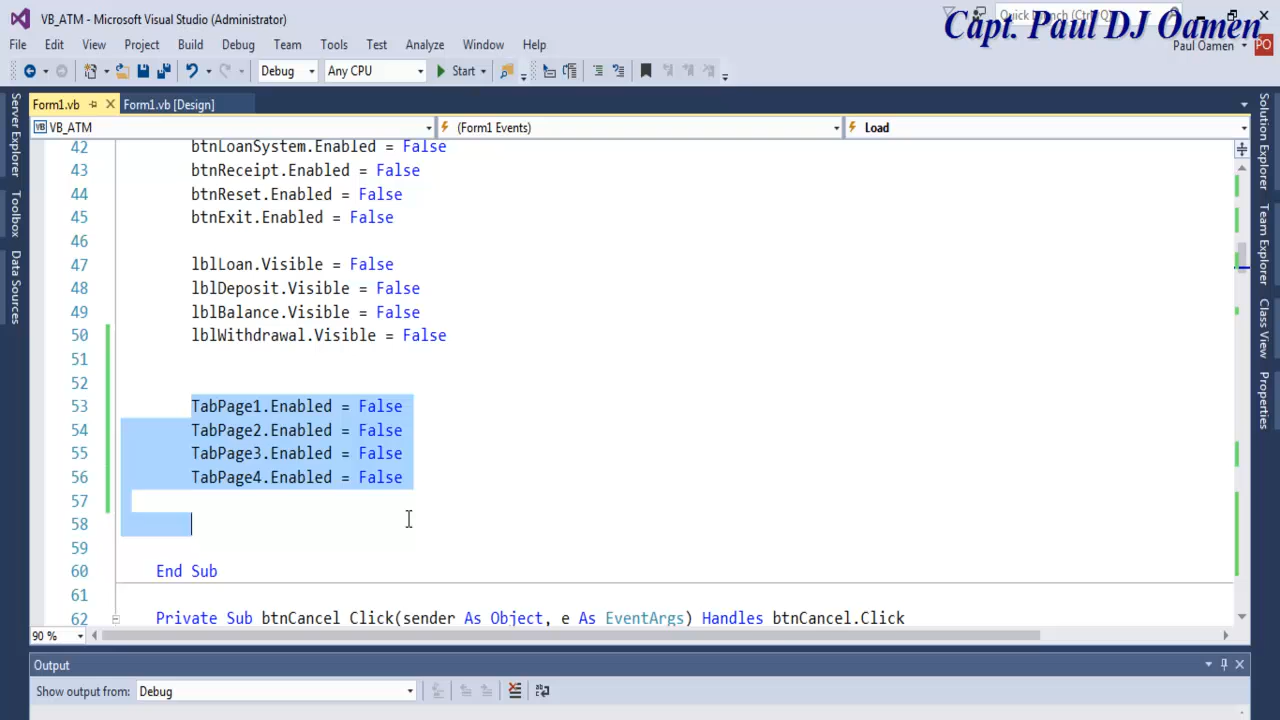 VB_ATM - Microsoft Visual Studio (Administrator)
Quick Launch (Ctrl+Q)
Capt. Paul DJ Oamen
File Edit View Project Build Debug Team Tools Test Analyze Window Help
Paul Oamen PO
Debug Any CPU Start
Form1.vb Form1.vb [Design]
VB_ATM (Form1 Events) Load
Server Explorer
Toolbox
Data Sources
42 btnLoanSystem.Enabled = False
43 btnReceipt.Enabled = False
44 btnReset.Enabled = False
45 btnExit.Enabled = False
46
47 lblLoan.Visible = False
48 lblDeposit.Visible = False
49 lblBalance.Visible = False
50 lblWithdrawal.Visible = False
51
52
53 TabPage1.Enabled = False
54 TabPage2.Enabled = False
55 TabPage3.Enabled = False
56 TabPage4.Enabled = False
57
58
59
60 End Sub
61
62 Private Sub btnCancel_Click(sender As Object, e As EventArgs) Handles btnCancel.Click
Solution Explorer
Team Explorer
Class View
Properties
90 %
Output
Show output from: Debug